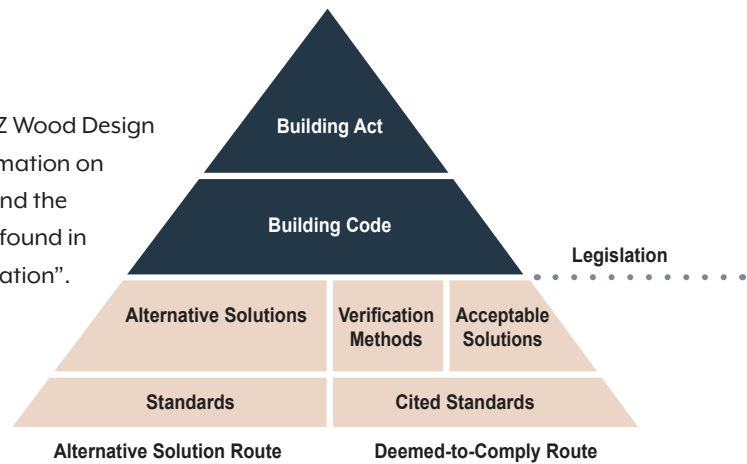 Z Wood Design
mation on
nd the
found in
ation”.
Building Act
Building Code
Legislation
Alternative Solutions
Verification
Methods
Acceptable
Solutions
Standards
Cited Standards
Alternative Solution Route
Deemed-to-Comply Route